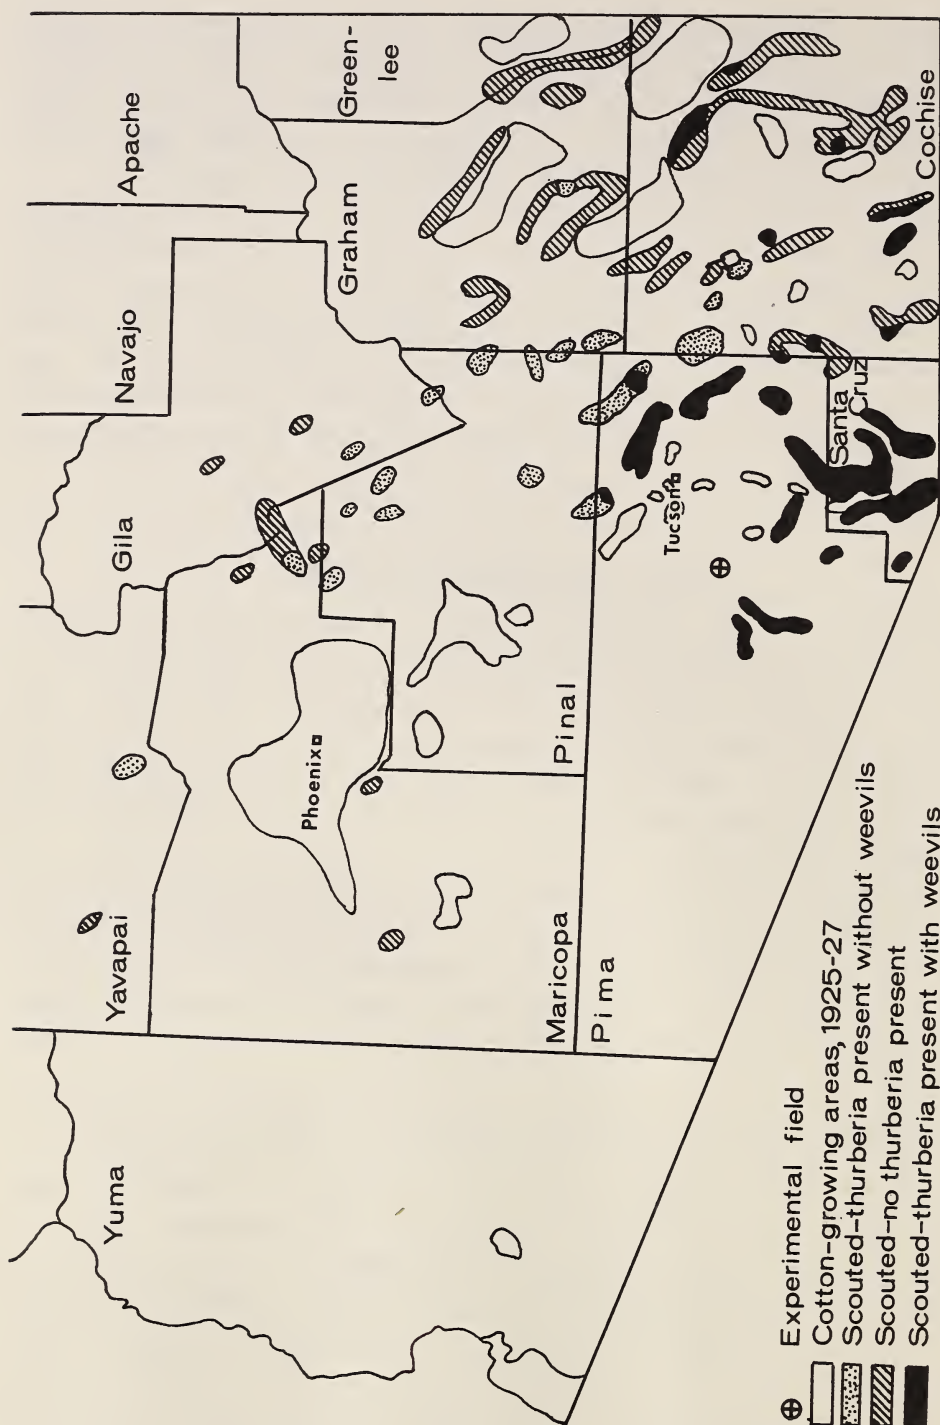 Apache
Green-
lee
Navajo
Graham
Gila
Cochise
Santa
Cruz
Tucson
Phoenix
Pinal
Yavapai
Maricopa
Pima
Yuma
Experimental field
Cotton-growing areas, 1925-27
Scouted-thurberia present without weevils
Scouted-no thurberia present
Scouted-thurberia present with weevils